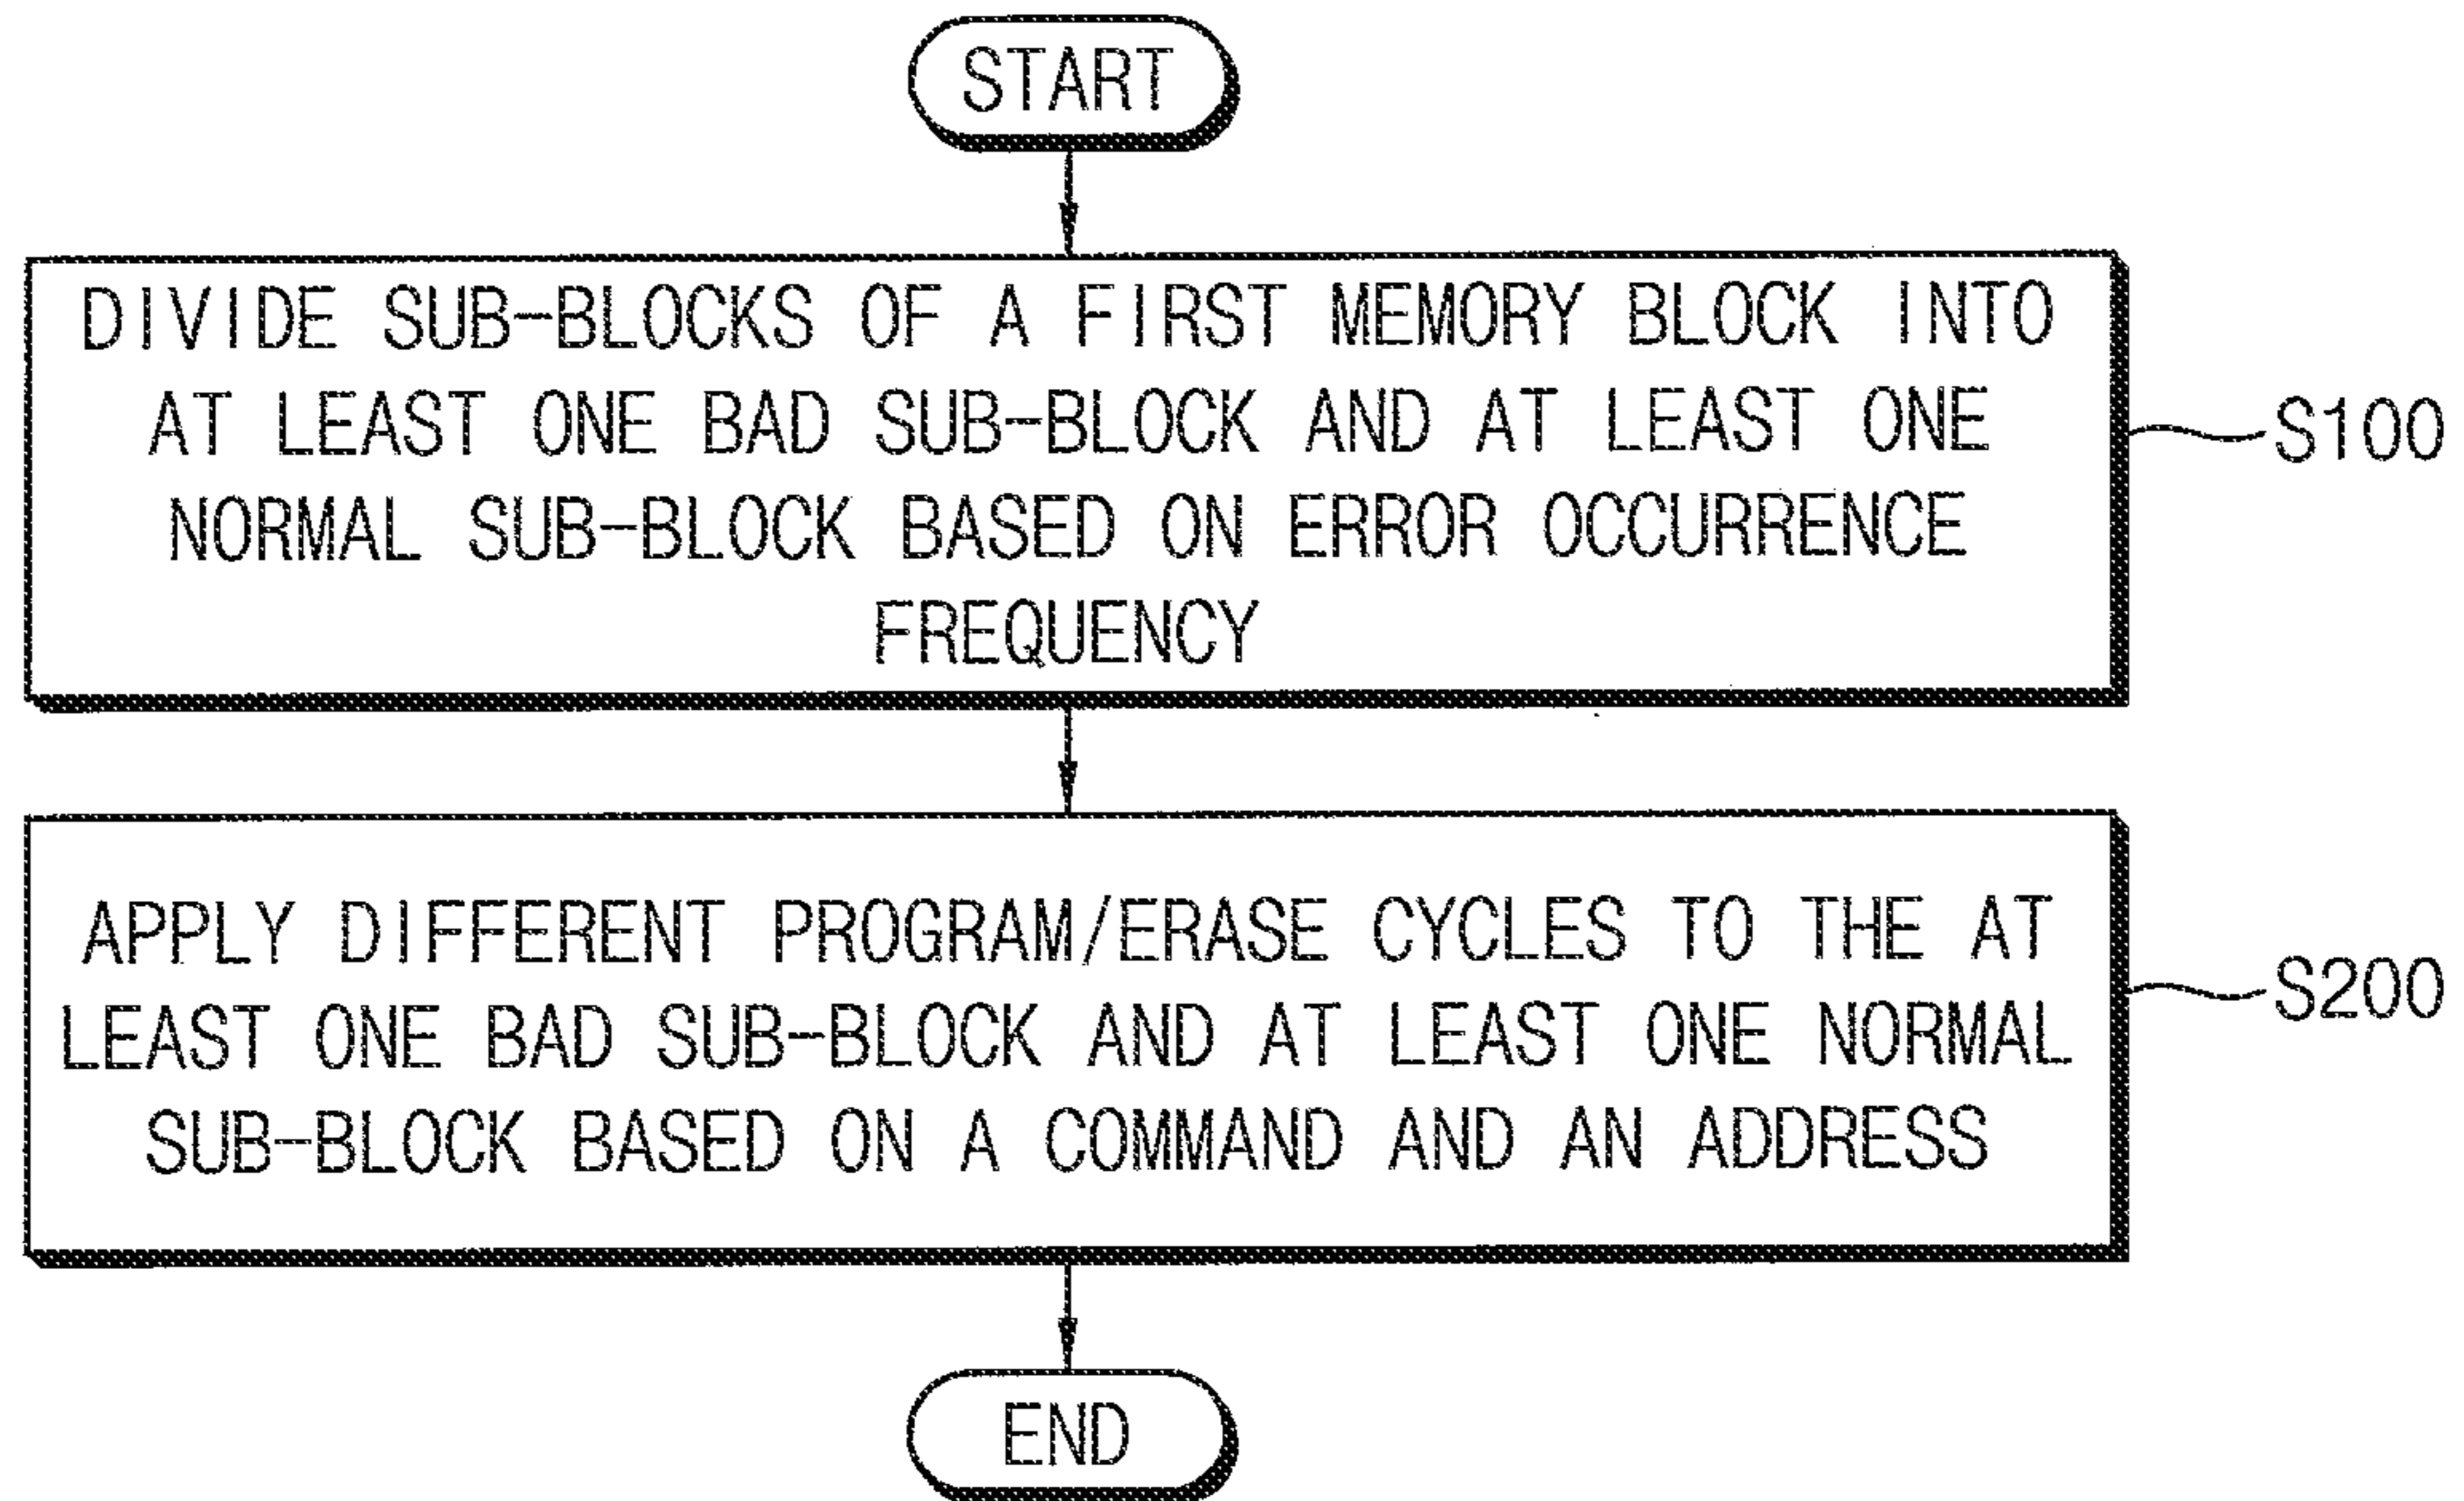 START
DIVIDE SUB-BLOCKS OF A FIRST MEMORY BLOCK INTO
AT LEAST ONE BAD SUB-BLOCK AND AT LEAST ONE
NORMAL SUB-BLOCK BASED ON ERROR OCCURRENCE
FREQUENCY
S100
APPLY DIFFERENT PROGRAM/ERASE CYCLES TO THE AT
LEAST ONE BAD SUB-BLOCK AND AT LEAST ONE NORMAL
SUB-BLOCK BASED ON A COMMAND AND AN ADDRESS
S200
END